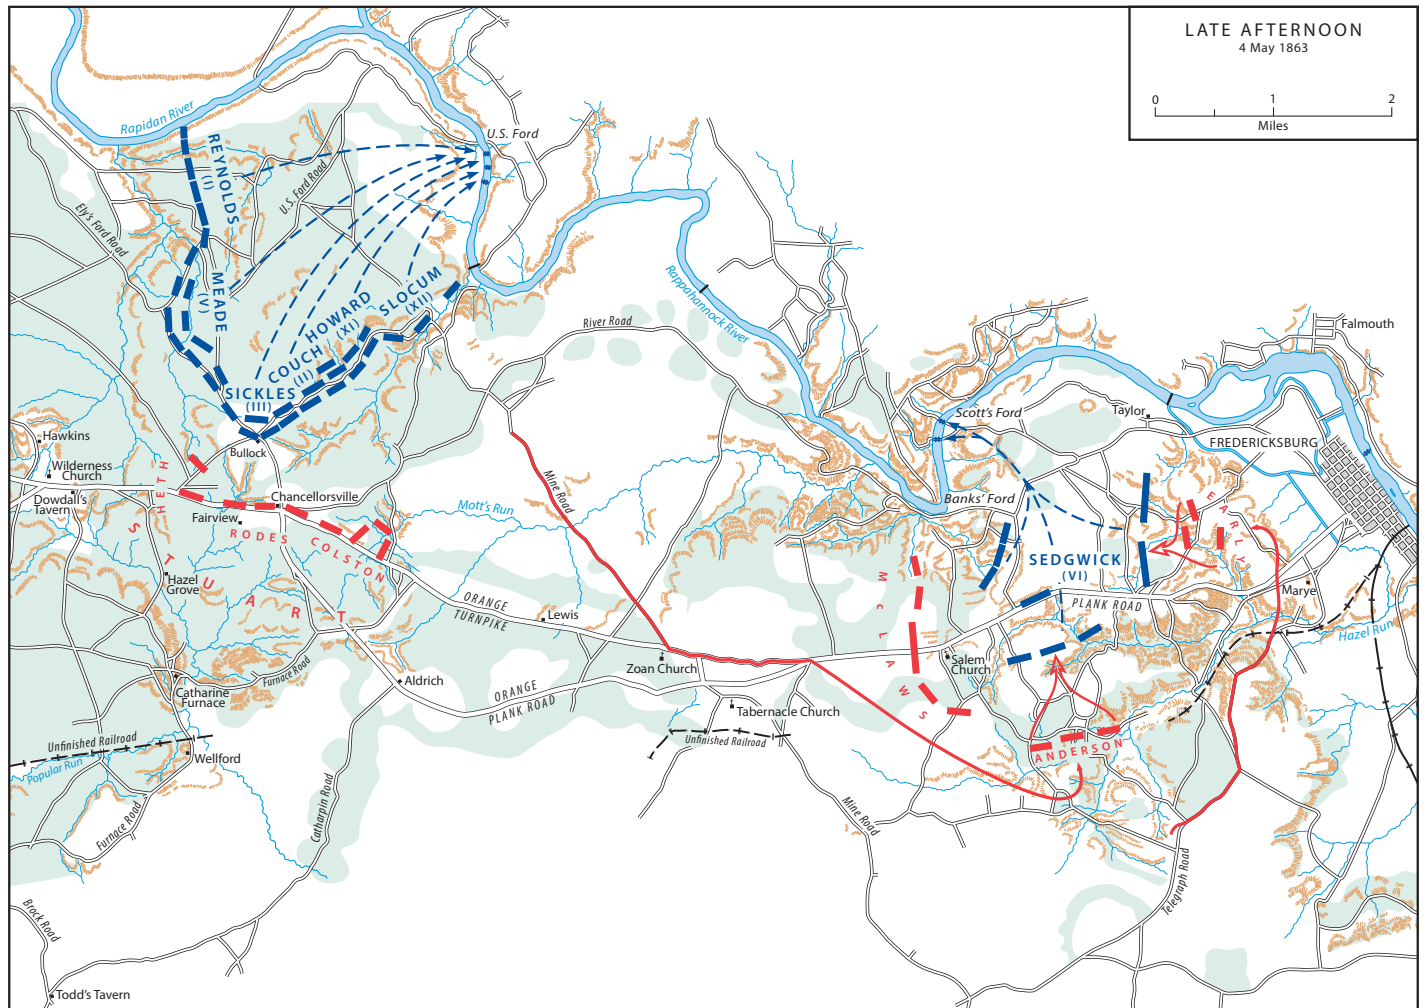 LATE AFTERNOON
4 May 1863
0
1
2
Miles
Rapidan River
U.S. Ford
REYNOLDS
(I)
U.S. Ford Road
Ely's Ford Road
MEADE
(V)
SLOCUM
(XII)
HOWARD
(XI)
COUCH
(II)
SICKLES
(III)
Rappahannock River
River Road
Falmouth
Scott's Ford
Taylor
FREDERICKSBURG
Hawkins
Wilderness
Church
Dowdall's
Tavern
Bullock
Chancellorsville
Fairview
HETH
RODES
COLSTON
STUART
Hazel
Grove
Mott's Run
Mine Road
Banks' Ford
SEDGWICK
(VI)
EARLY
McLAWS
Marye
PLANK ROAD
Hazel Run
ORANGE
TURNPIKE
Lewis
Zoan Church
Salem
Church
Furnace Road
Catharine
Furnace
Aldrich
ORANGE
PLANK ROAD
Tabernacle Church
Unfinished Railroad
ANDERSON
Unfinished Railroad
Popular Run
Wellford
Furnace Road
Catharpin Road
Mine Road
Telegraph Road
Brock Road
Todd's Tavern